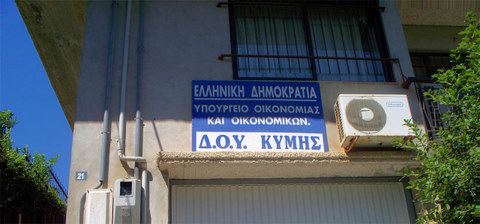 ΕΛΛΗΝΙΚΗ ΔΗΜΟΚΡΑΤΙΑ
ΥΠΟΥΡΓΕΙΟ ΟΙΚΟΝΟΜΙΑΣ
ΚΑΙ ΟΙΚΟΝΟΜΙΚΩΝ.
Δ.Ο.Υ. ΚΥΜΗΣ
21